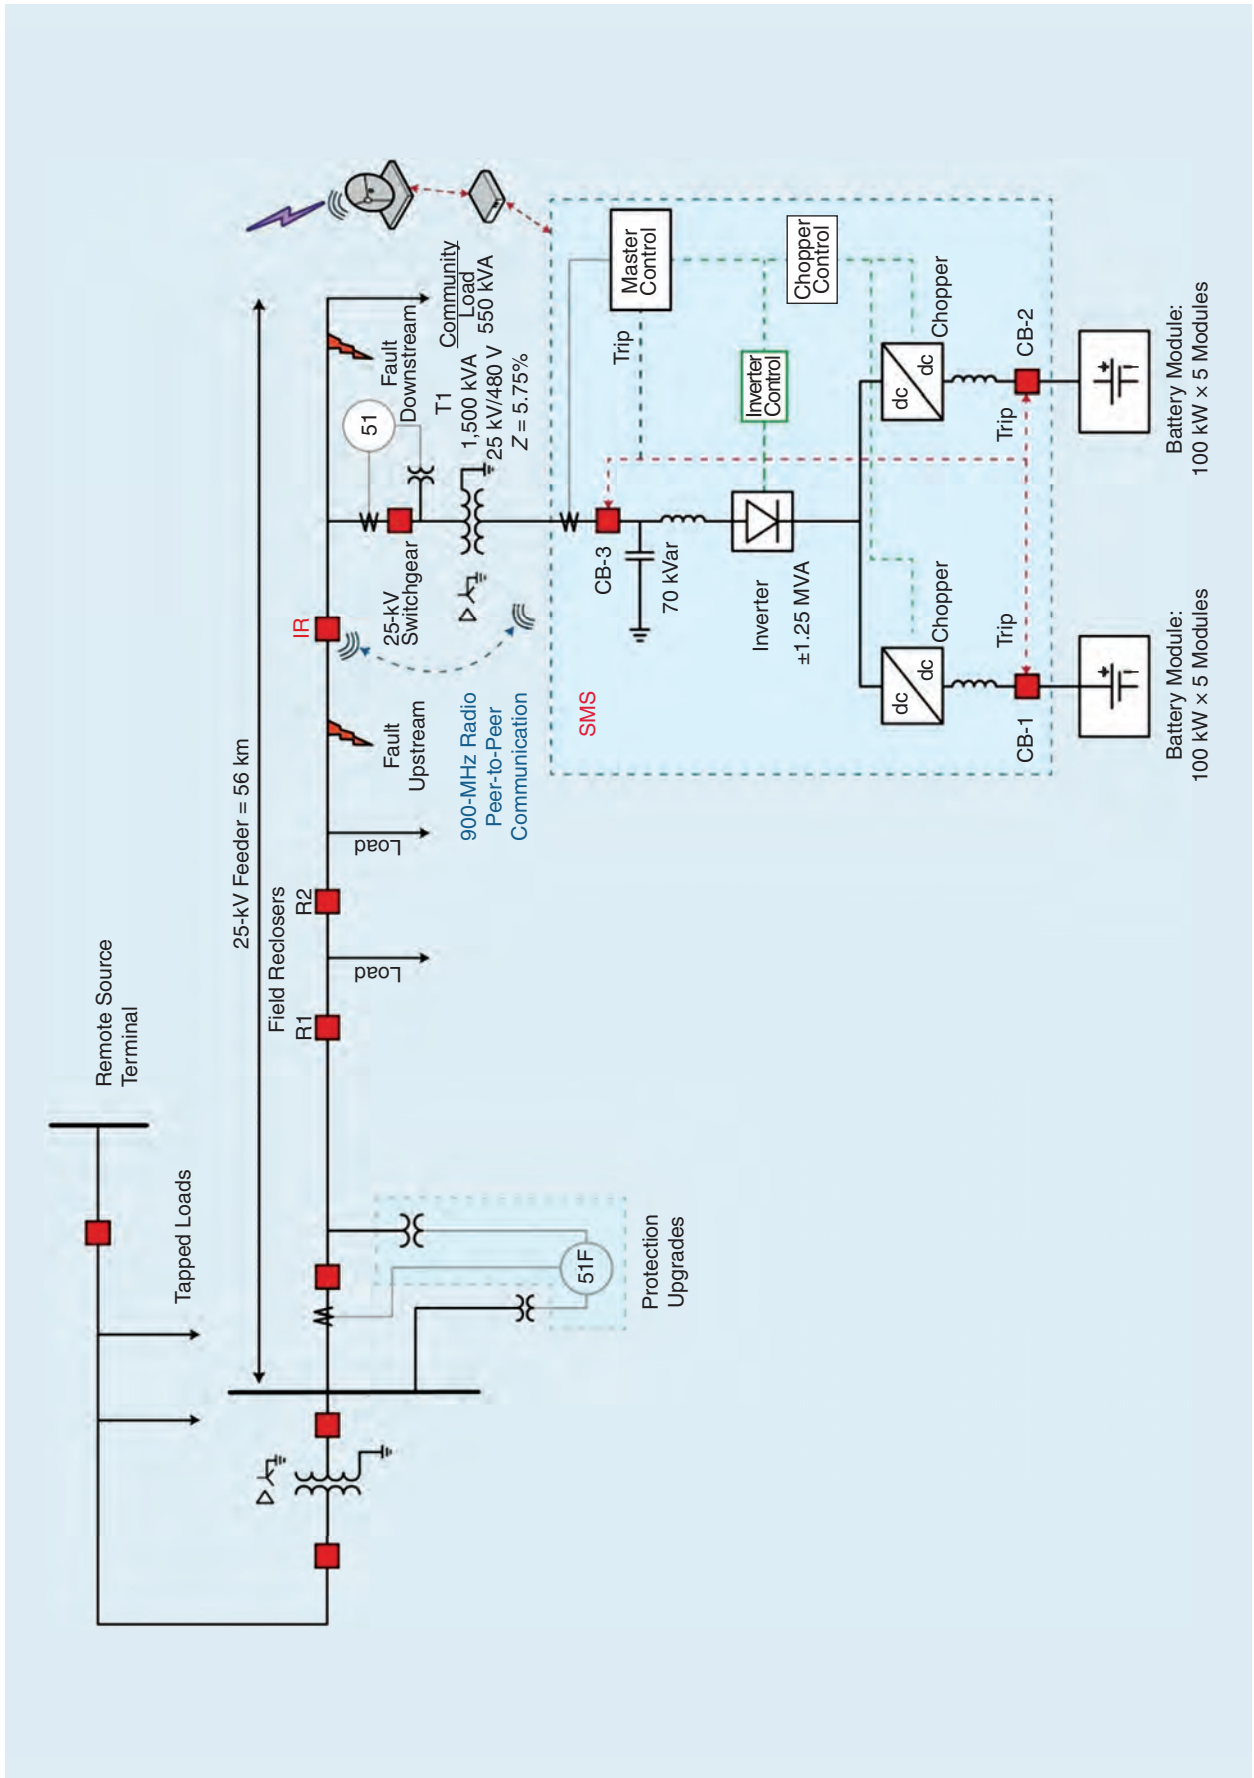 Remote Source
Terminal
Tapped Loads
25-kV Feeder = 56 km
Field Reclosers
R1
R2
IR
Load
Load
Fault
Upstream
Fault
Downstream
51
Community
Load
550 kVA
T1
1,500 kVA
25 kV/480 V
Z = 5.75%
25-kV
Switchgear
900-MHz Radio
Peer-to-Peer
Communication
51F
Protection
Upgrades
SMS
Master
Control
Trip
CB-3
70 kVar
Inverter
Control
Chopper
Control
Inverter
±1.25 MVA
dc
dc
Chopper
dc
dc
Chopper
Trip
CB-1
Trip
CB-2
Battery Module:
100 kW × 5 Modules
Battery Module:
100 kW × 5 Modules